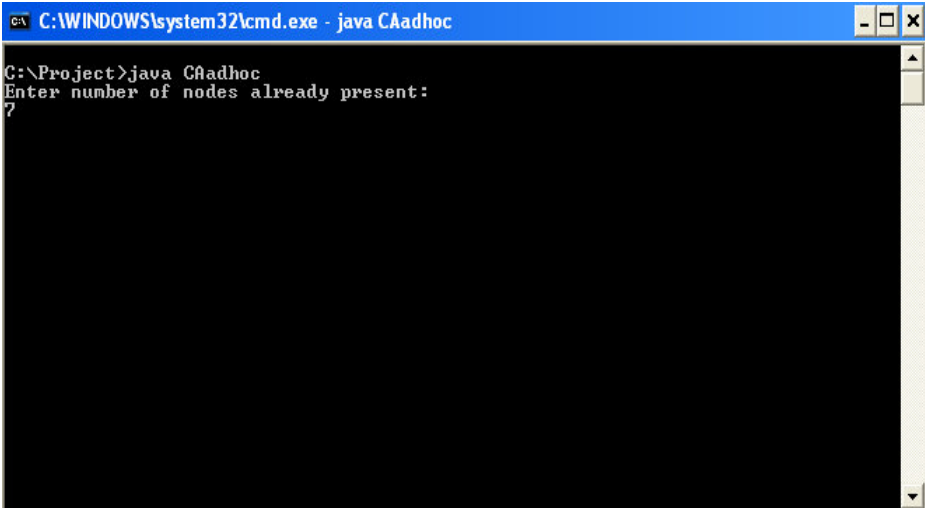 C:\WINDOWS\system32\cmd.exe - java CAadhoc
C:\Project>java CAadhoc
Enter number of nodes already present:
7